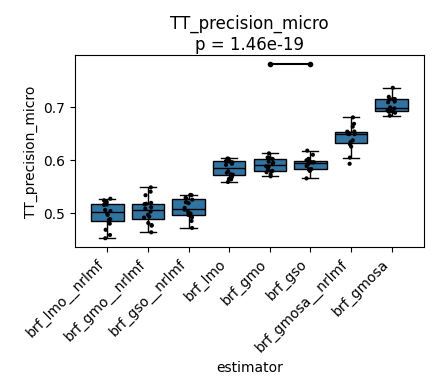 TT_precision_micro
p = 1.46e-19
TT_precision_micro
0.7
0.6
0.5
brf_lmo__nrlmf
brf_gmo__nrlmf
brf_gso__nrlmf
brf_lmo
brf_gmo
brf_gso
brf_gmosa__nrlmf
brf_gmosa
estimator